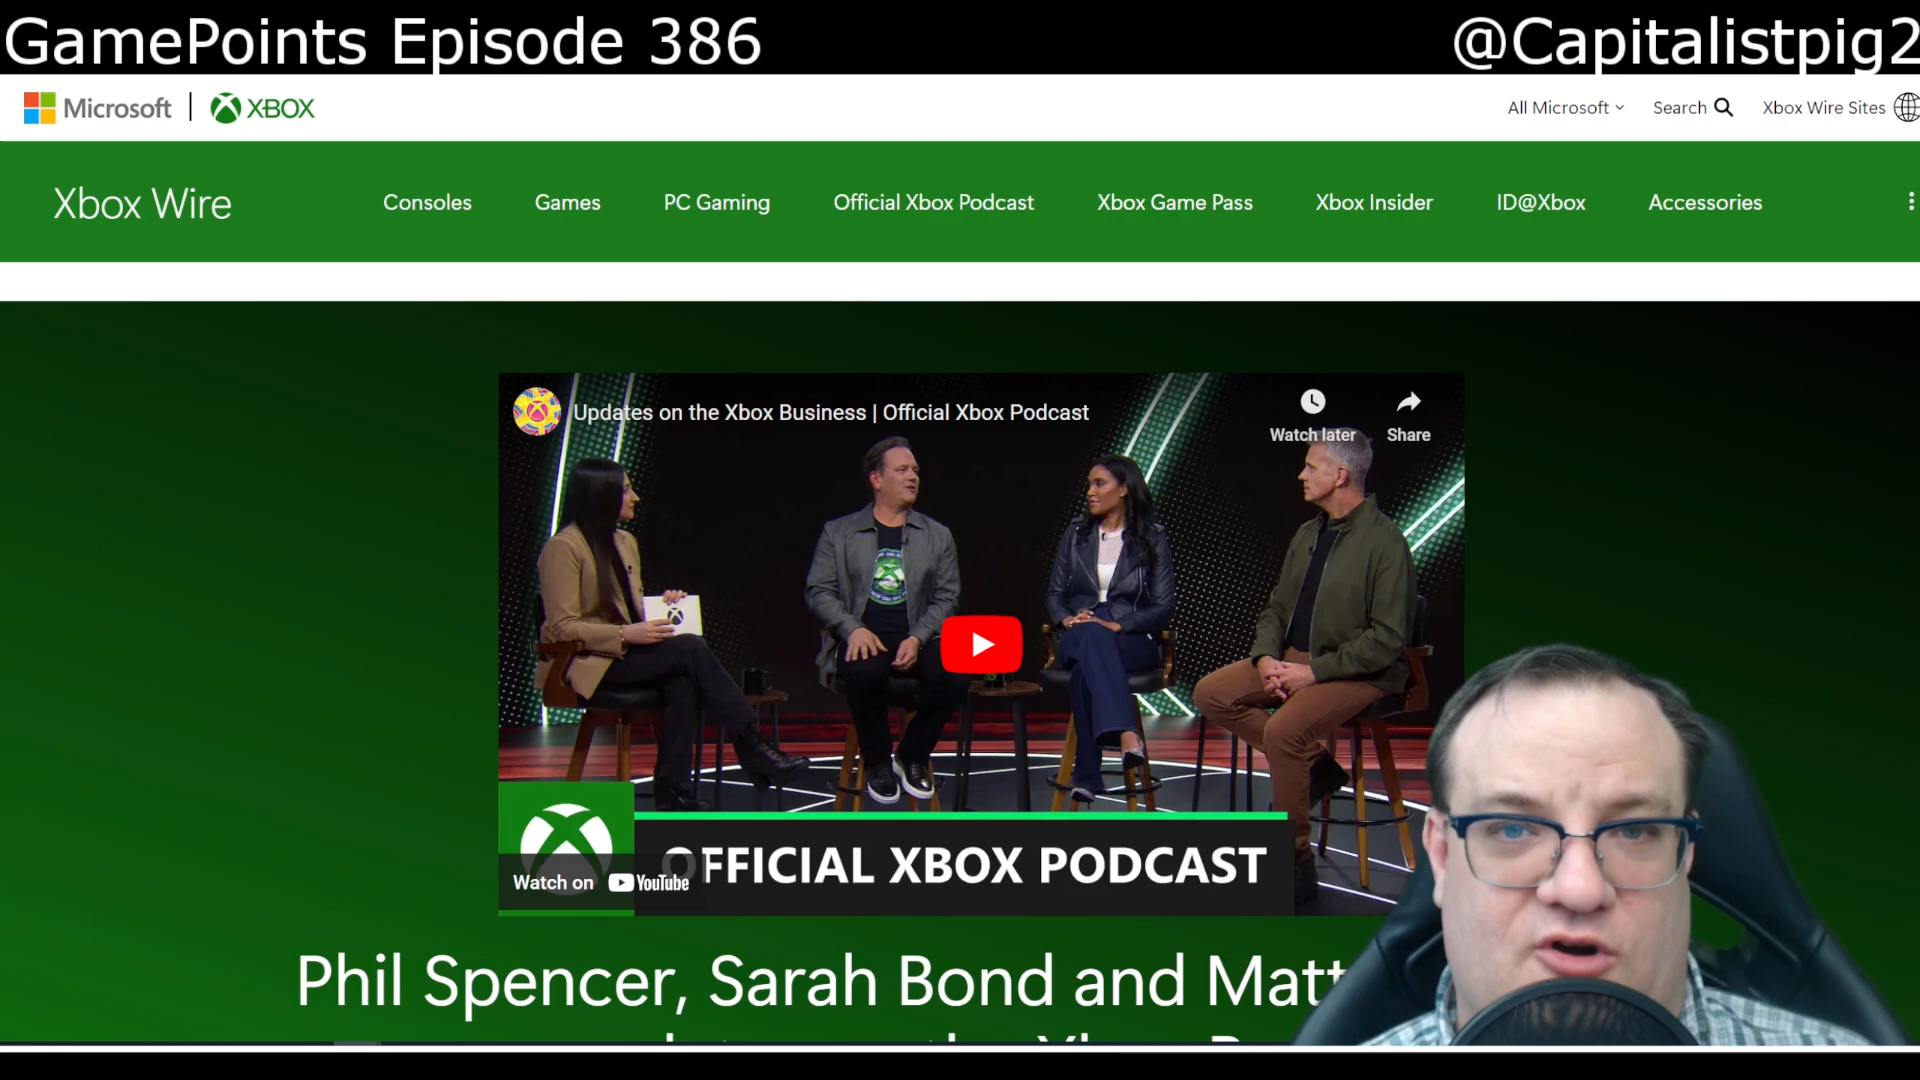 GamePoints Episode 386
@Capitalistpig2
Microsoft | XBOX
All Microsoft
Search
Xbox Wire Sites
Xbox Wire
Consoles
Games
PC Gaming
Official Xbox Podcast
Xbox Game Pass
Xbox Insider
ID@Xbox
Accessories
Updates on the Xbox Business | Official Xbox Podcast
Watch later
Share
OFFICIAL XBOX PODCAST
Watch on YouTube
Phil Spencer, Sarah Bond and Matt